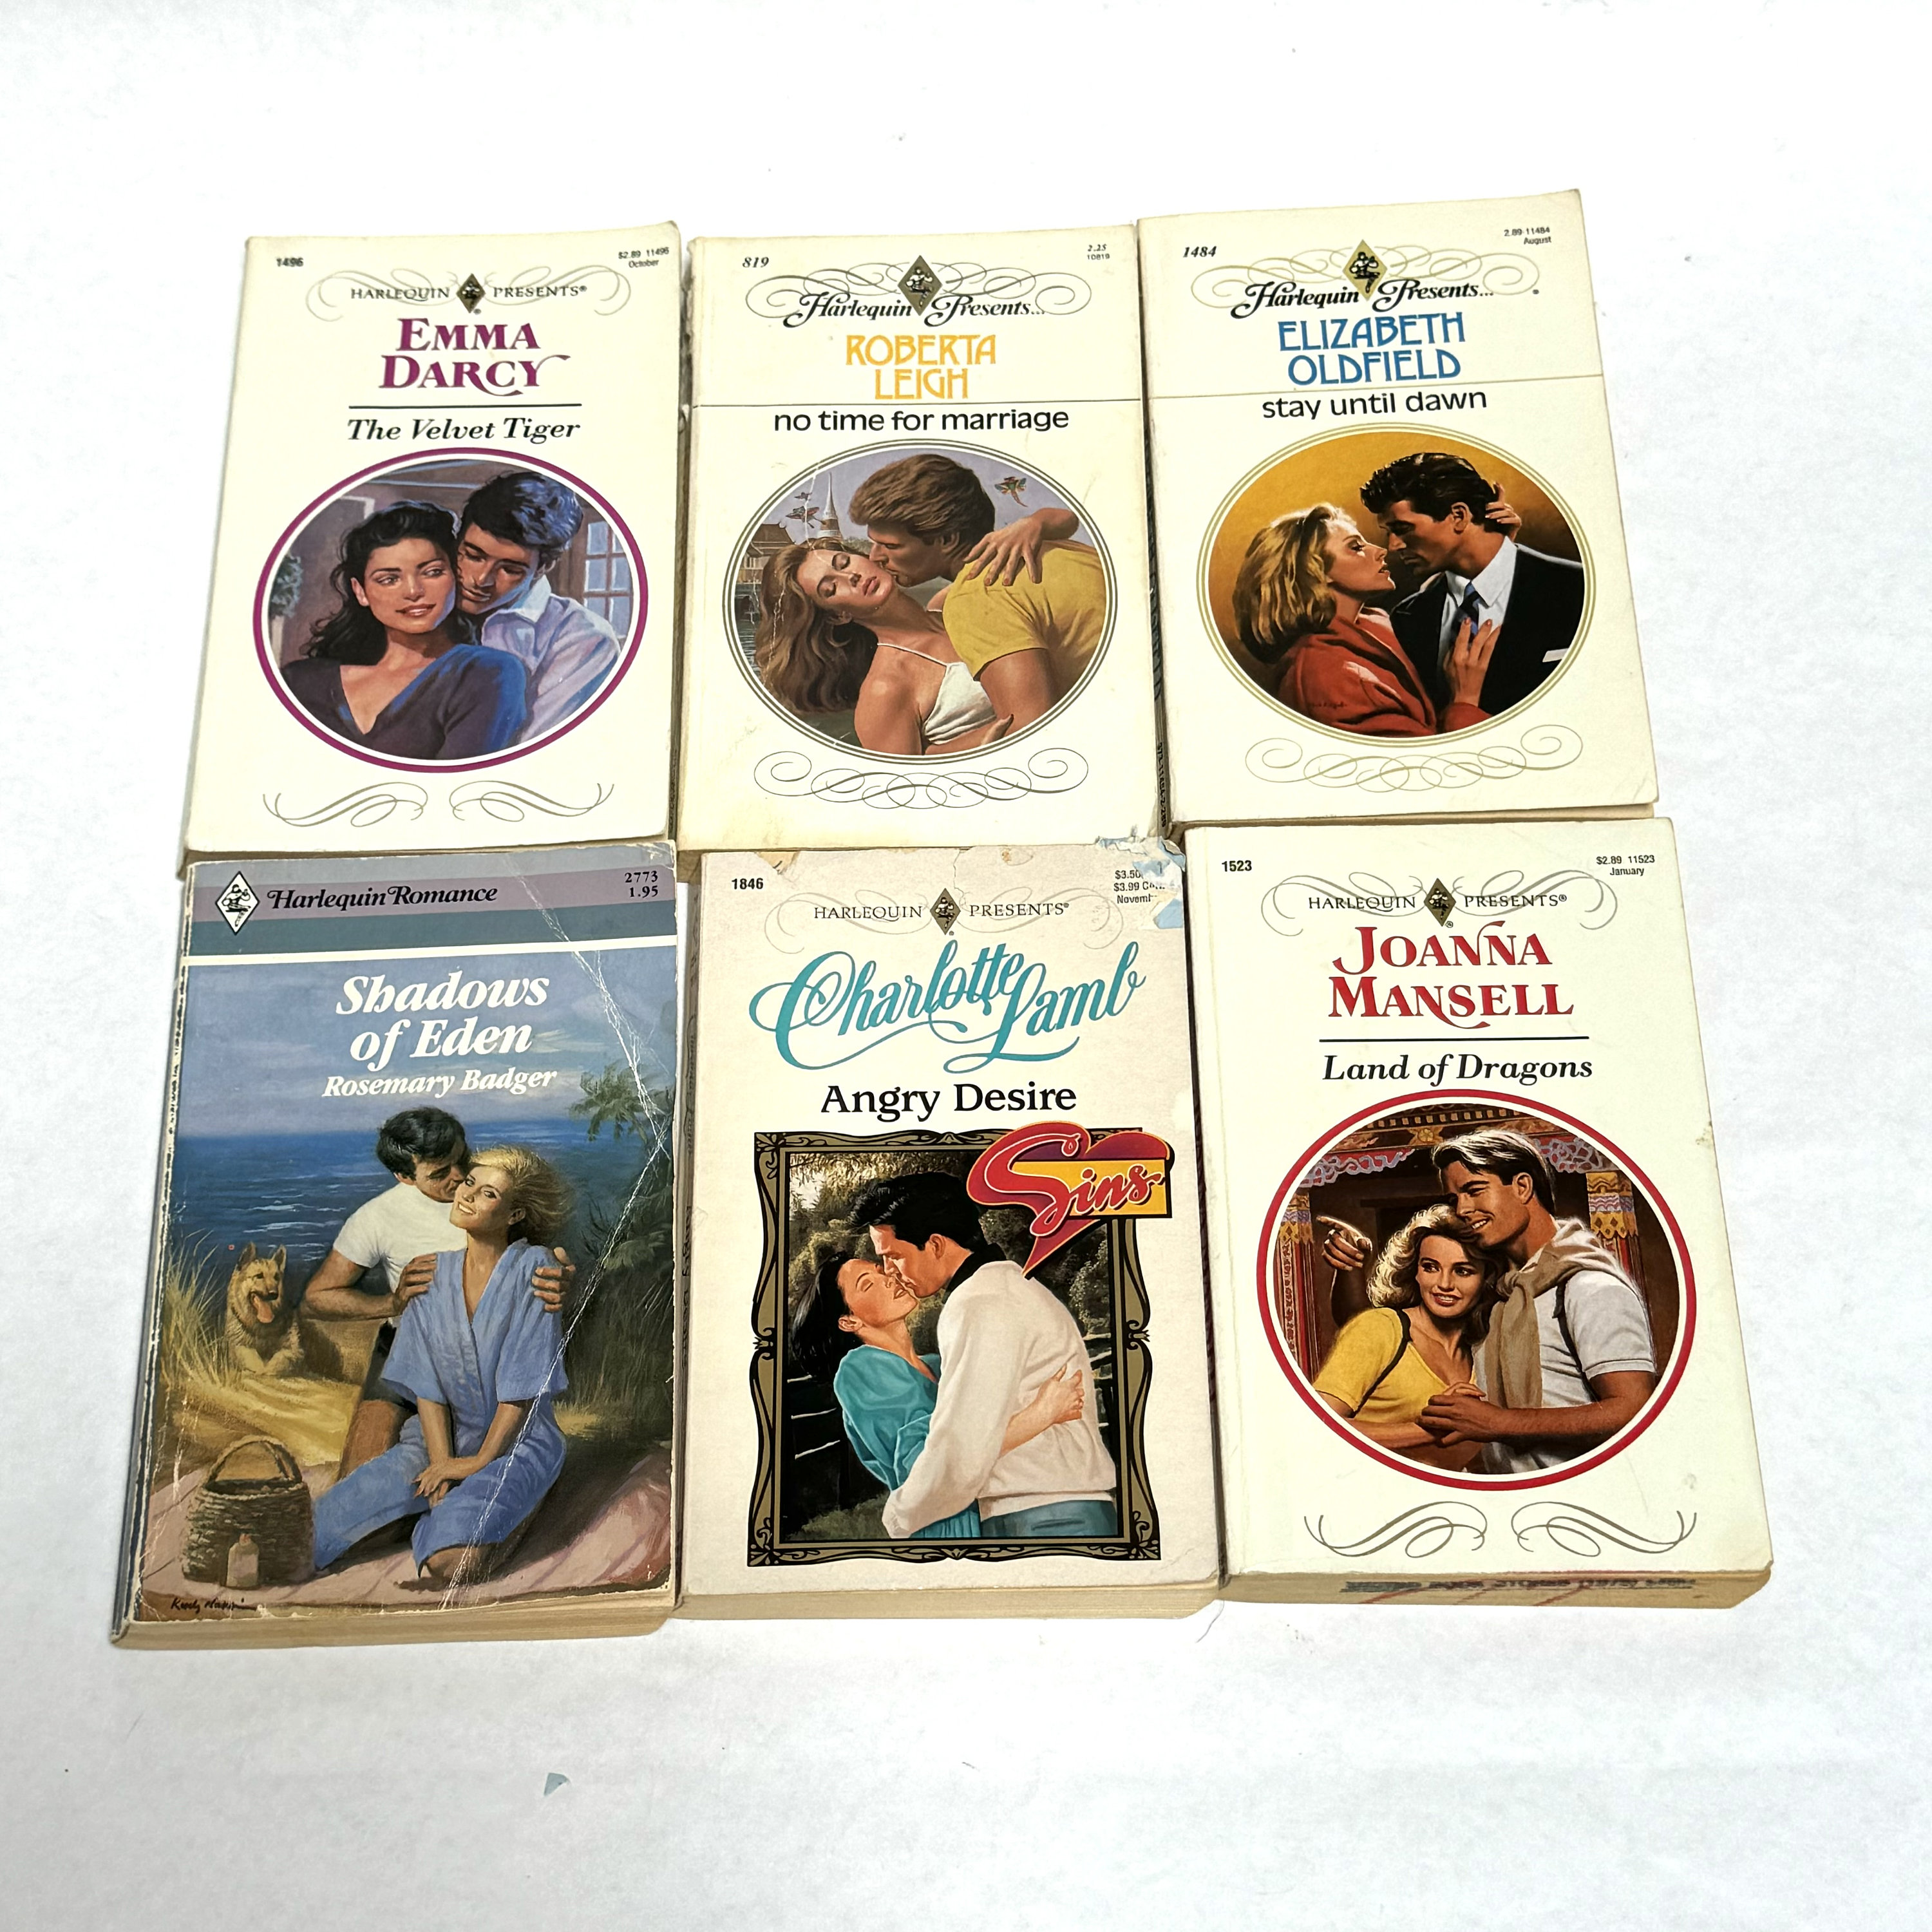 1496
$2.89 11496
October
HARLEQUIN PRESENTS®
EMMA
DARCY
The Velvet Tiger
819
2.25
10819
Harlequin Presents...
ROBERTA
LEIGH
no time for marriage
1484
2.89 11484
August
Harlequin Presents...
ELIZABETH
OLDFIELD
stay until dawn
Harlequin Romance
2773
1.95
Shadows
of Eden
Rosemary Badger
1846
$3.50
$3.99
HARLEQUIN PRESENTS®
Charlotte Lamb
Angry Desire
Sins
1523
$2.89 11523
January
HARLEQUIN PRESENTS®
JOANNA
MANSELL
Land of Dragons